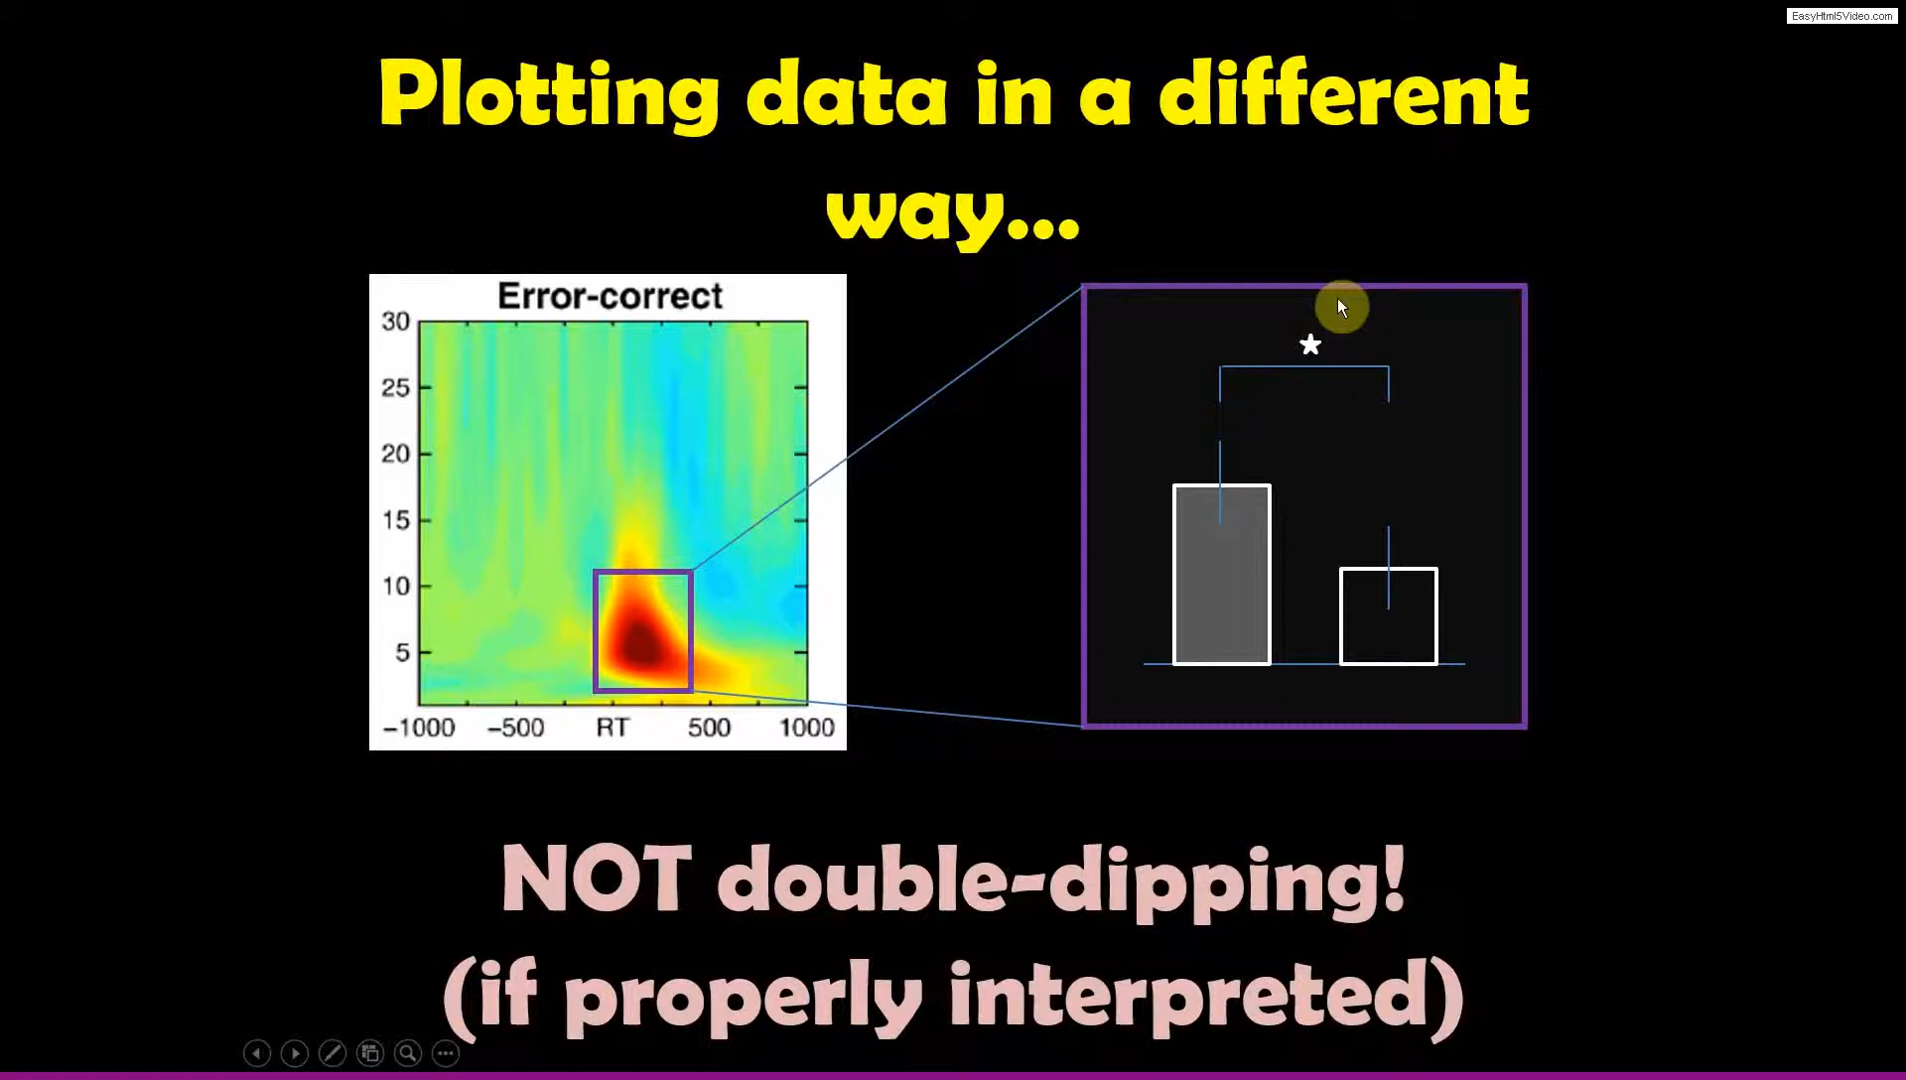 EasyHtml5Video.com
Plotting data in a different
way...
Error-correct
30
25
20
15
10
5
−1000 −500 RT 500 1000
NOT double-dipping!
(if properly interpreted)